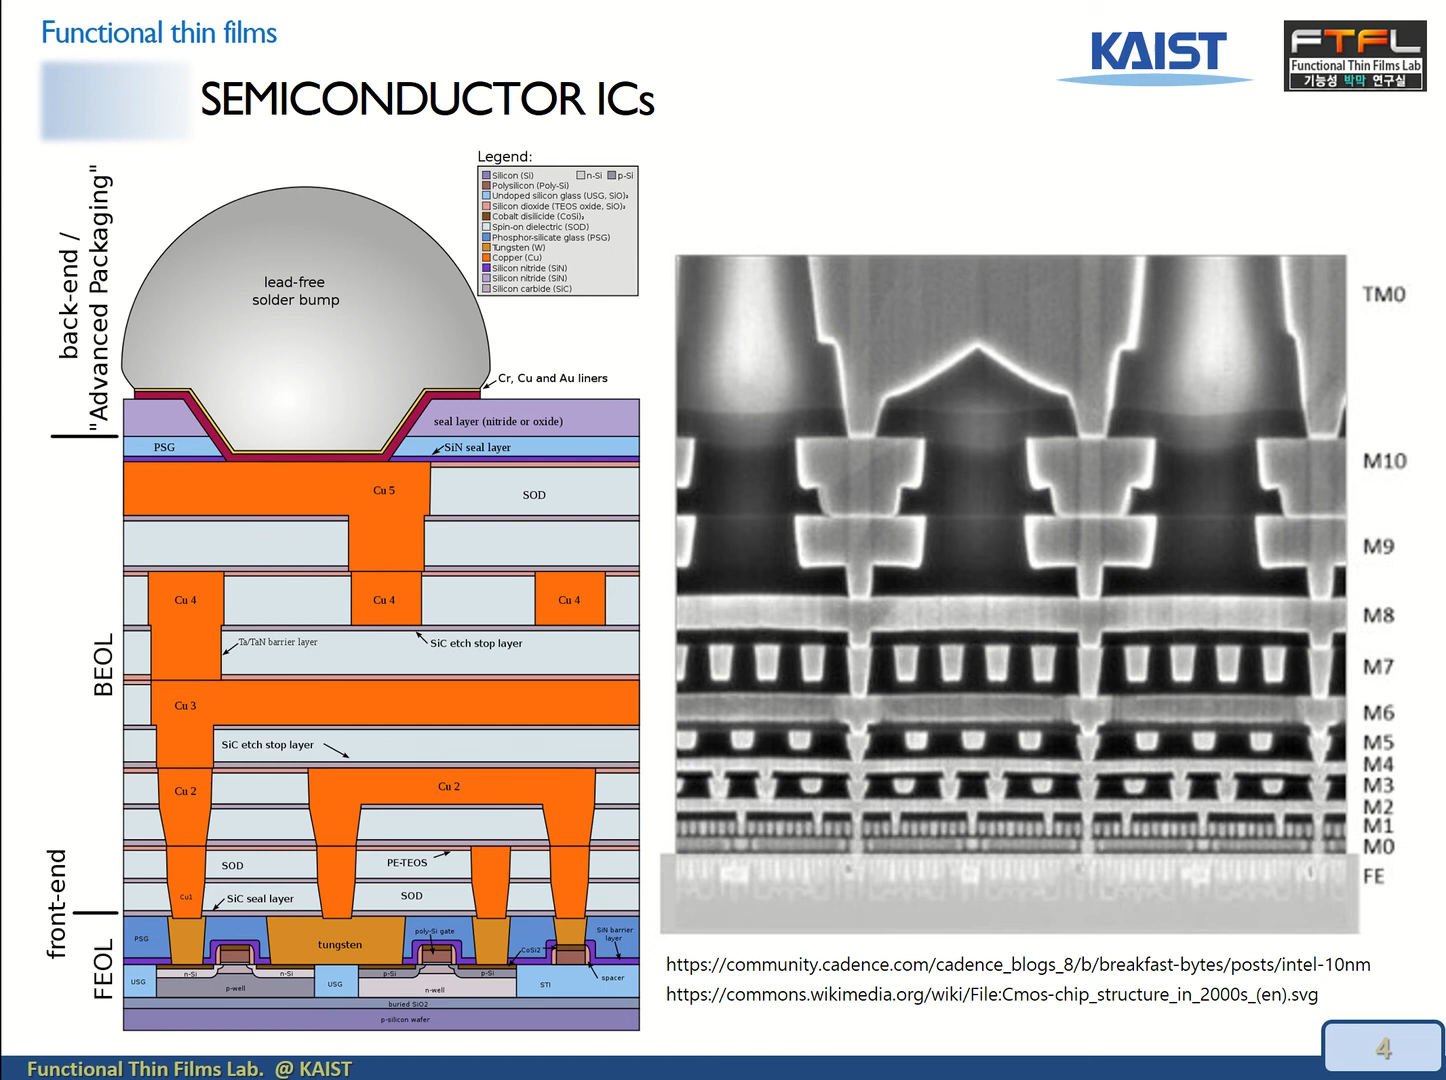 Functional thin films
KAIST
FTFL
Functional Thin Films Lab
기능성 박막 연구실
SEMICONDUCTOR ICs
back-end /
"Advanced Packaging"
BEOL
front-end
FEOL
Legend:
Silicon (Si) n-Si p-Si
Polysilicon (Poly-Si)
Undoped silicon glass (USG, SiO)₂
Silicon dioxide (TEOS oxide, SiO)₂
Cobalt disilicide (CoSi)₂
Spin-on dielectric (SOD)
Phosphor-silicate glass (PSG)
Tungsten (W)
Copper (Cu)
Silicon nitride (SiN)
Silicon nitride (SiN)
Silicon carbide (SiC)
lead-free
solder bump
Cr, Cu and Au liners
seal layer (nitride or oxide)
PSG
SiN seal layer
Cu 5
SOD
Cu 4
Cu 4
Cu 4
Ta/TaN barrier layer
SiC etch stop layer
Cu 3
SiC etch stop layer
Cu 2
Cu 2
SOD
PE-TEOS
Cu1
SiC seal layer
SOD
PSG
tungsten
poly-Si gate
CoSi2
SiN barrier
layer
spacer
USG
n-Si
n-Si
p-well
USG
p-Si
p-Si
n-well
STI
buried SiO2
p-silicon wafer
TM0
M10
M9
M8
M7
M6
M5
M4
M3
M2
M1
M0
FE
https://community.cadence.com/cadence_blogs_8/b/breakfast-bytes/posts/intel-10nm
https://commons.wikimedia.org/wiki/File:Cmos-chip_structure_in_2000s_(en).svg
Functional Thin Films Lab. @ KAIST
4